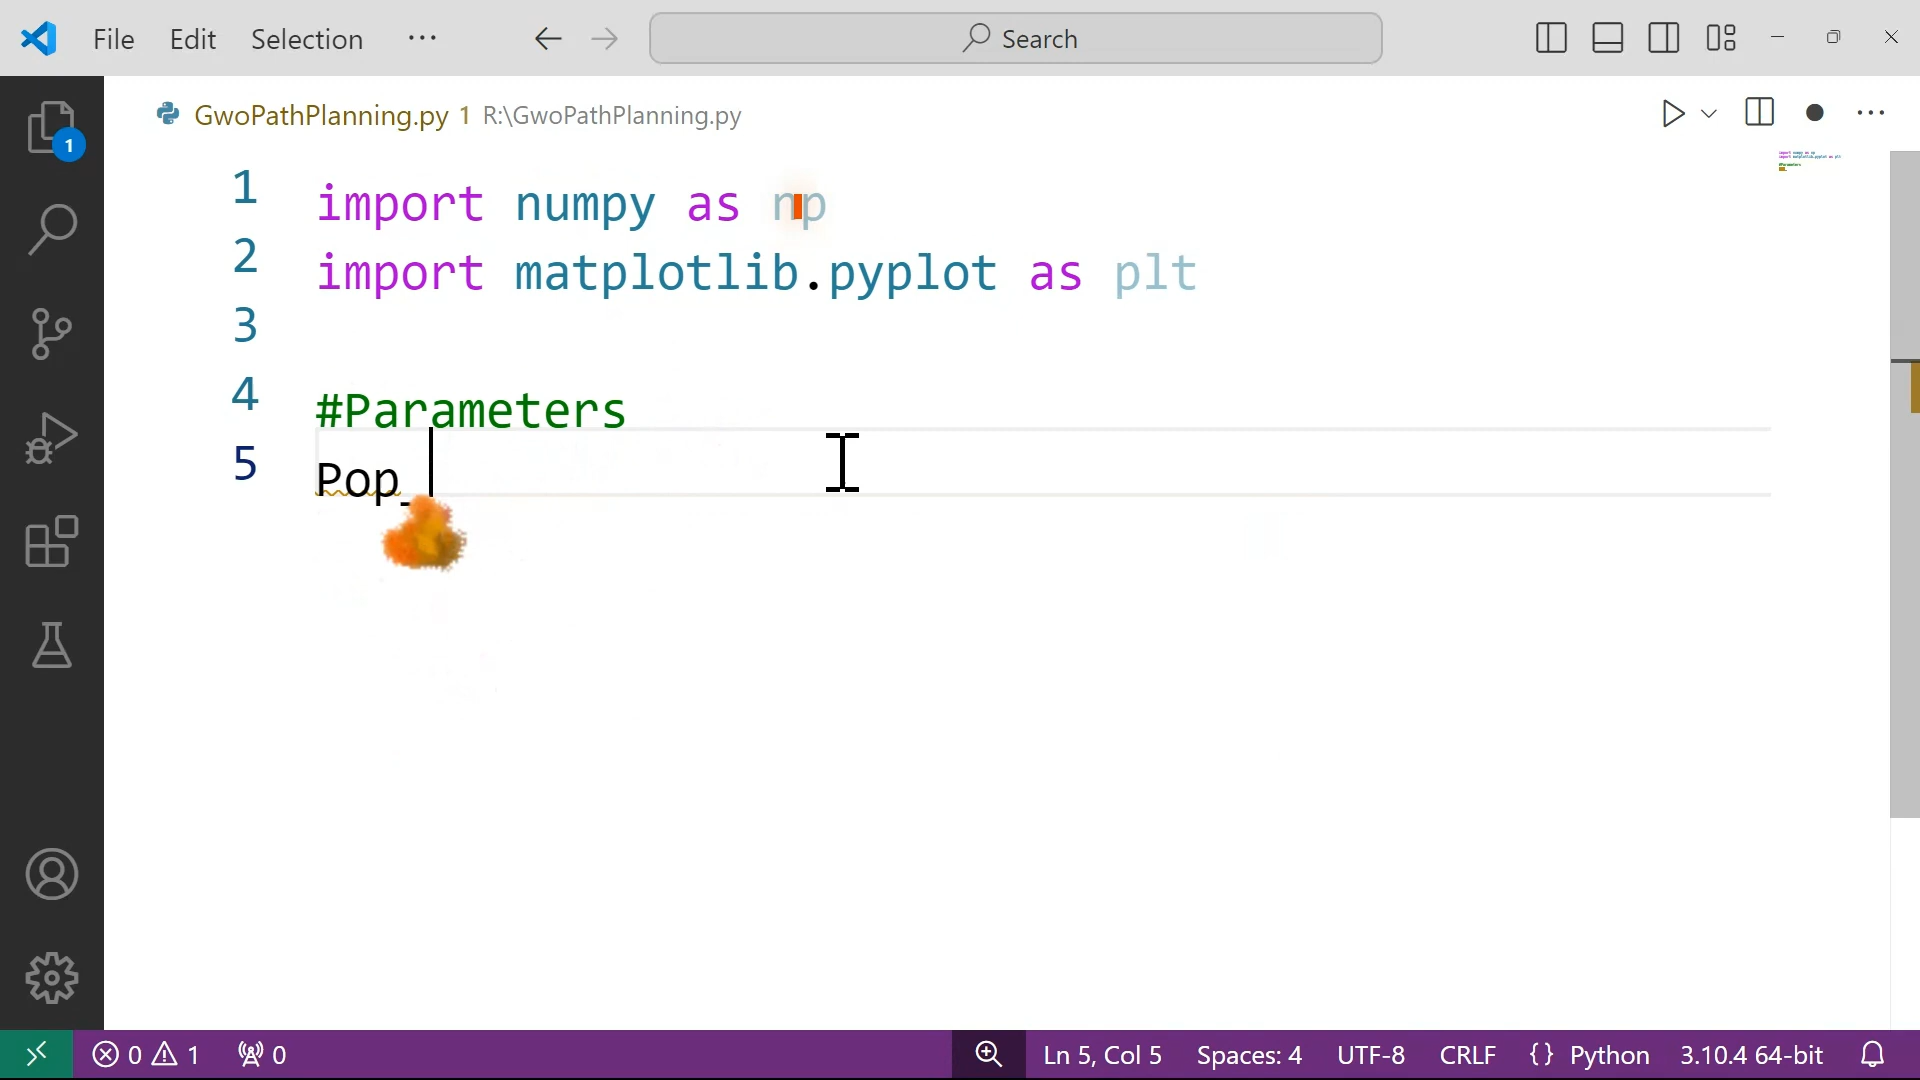 File Edit Selection ··· Search
GwoPathPlanning.py 1 R:\GwoPathPlanning.py
1
1 import numpy as np
2 import matplotlib.pyplot as plt
3
4 #Parameters
5 Pop_
0 1 0 Ln 5, Col 5 Spaces: 4 UTF-8 CRLF {} Python 3.10.4 64-bit